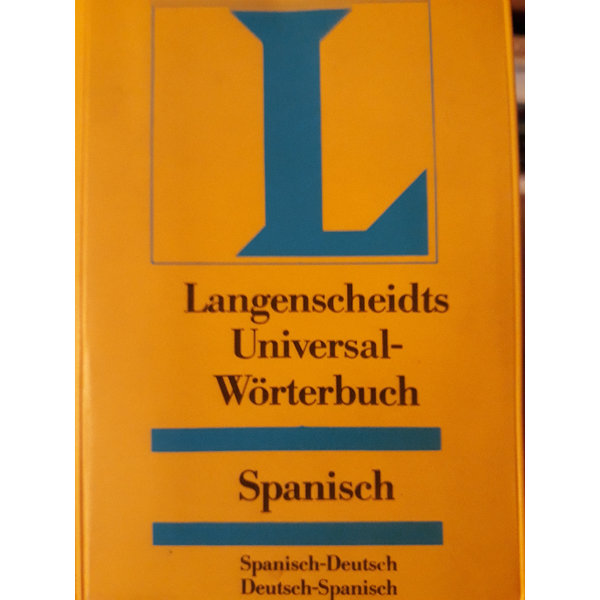 L
Langenscheidts
Universal-
Wörterbuch
Spanisch
Spanisch-Deutsch
Deutsch-Spanisch